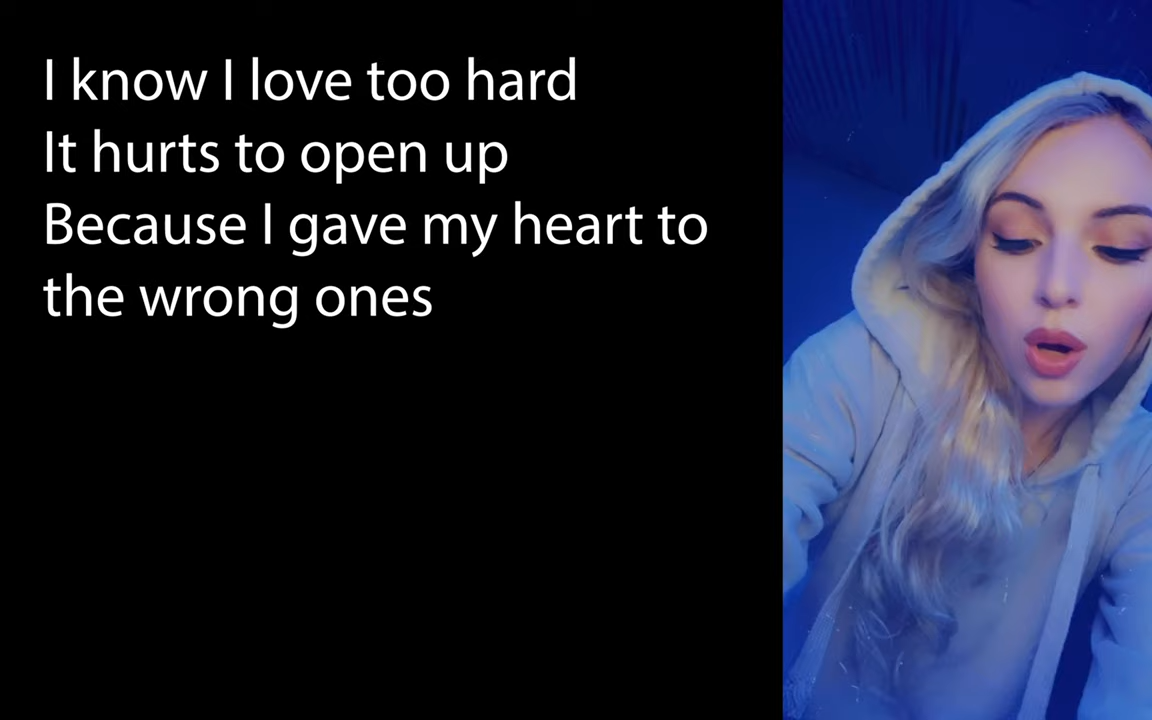 I know I love too hard
It hurts to open up
Because I gave my heart to
the wrong ones